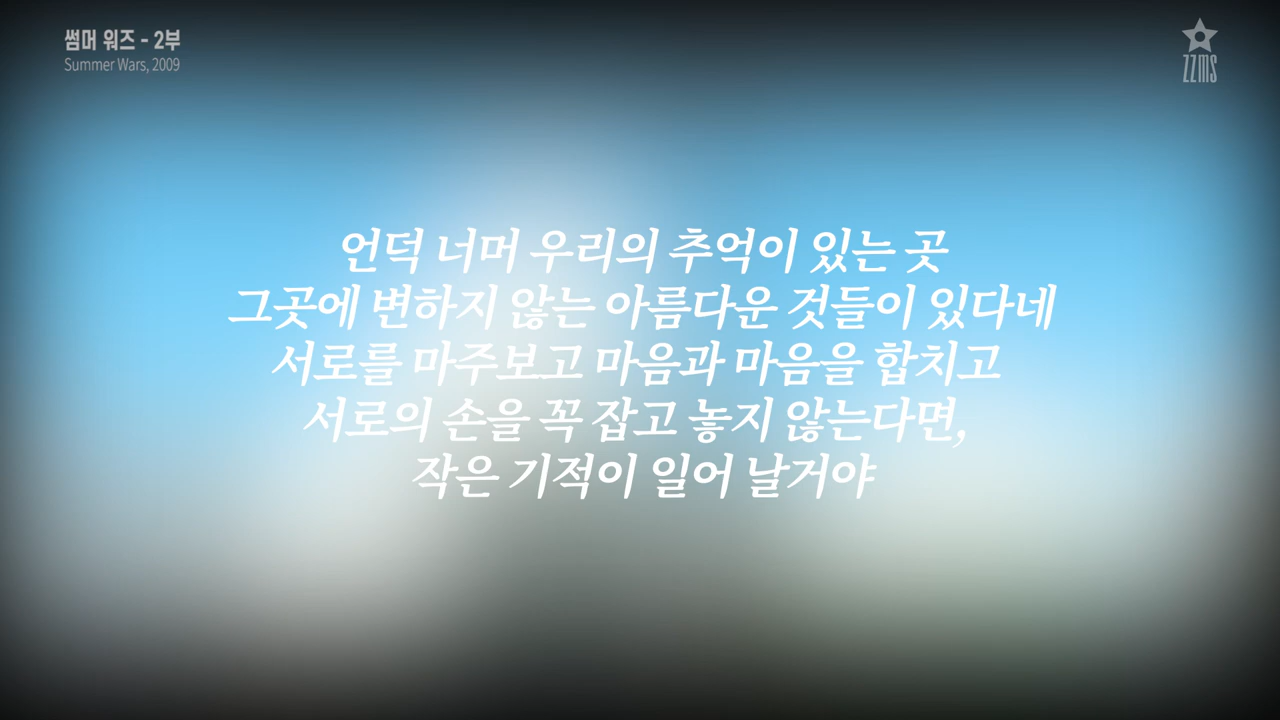 썸머 워즈 - 2부
Summer Wars, 2009
ZZMS
언덕 너머 우리의 추억이 있는 곳
그곳에 변하지 않는 아름다운 것들이 있다네
서로를 마주보고 마음과 마음을 합치고
서로의 손을 꼭 잡고 놓지 않는다면,
작은 기적이 일어 날거야